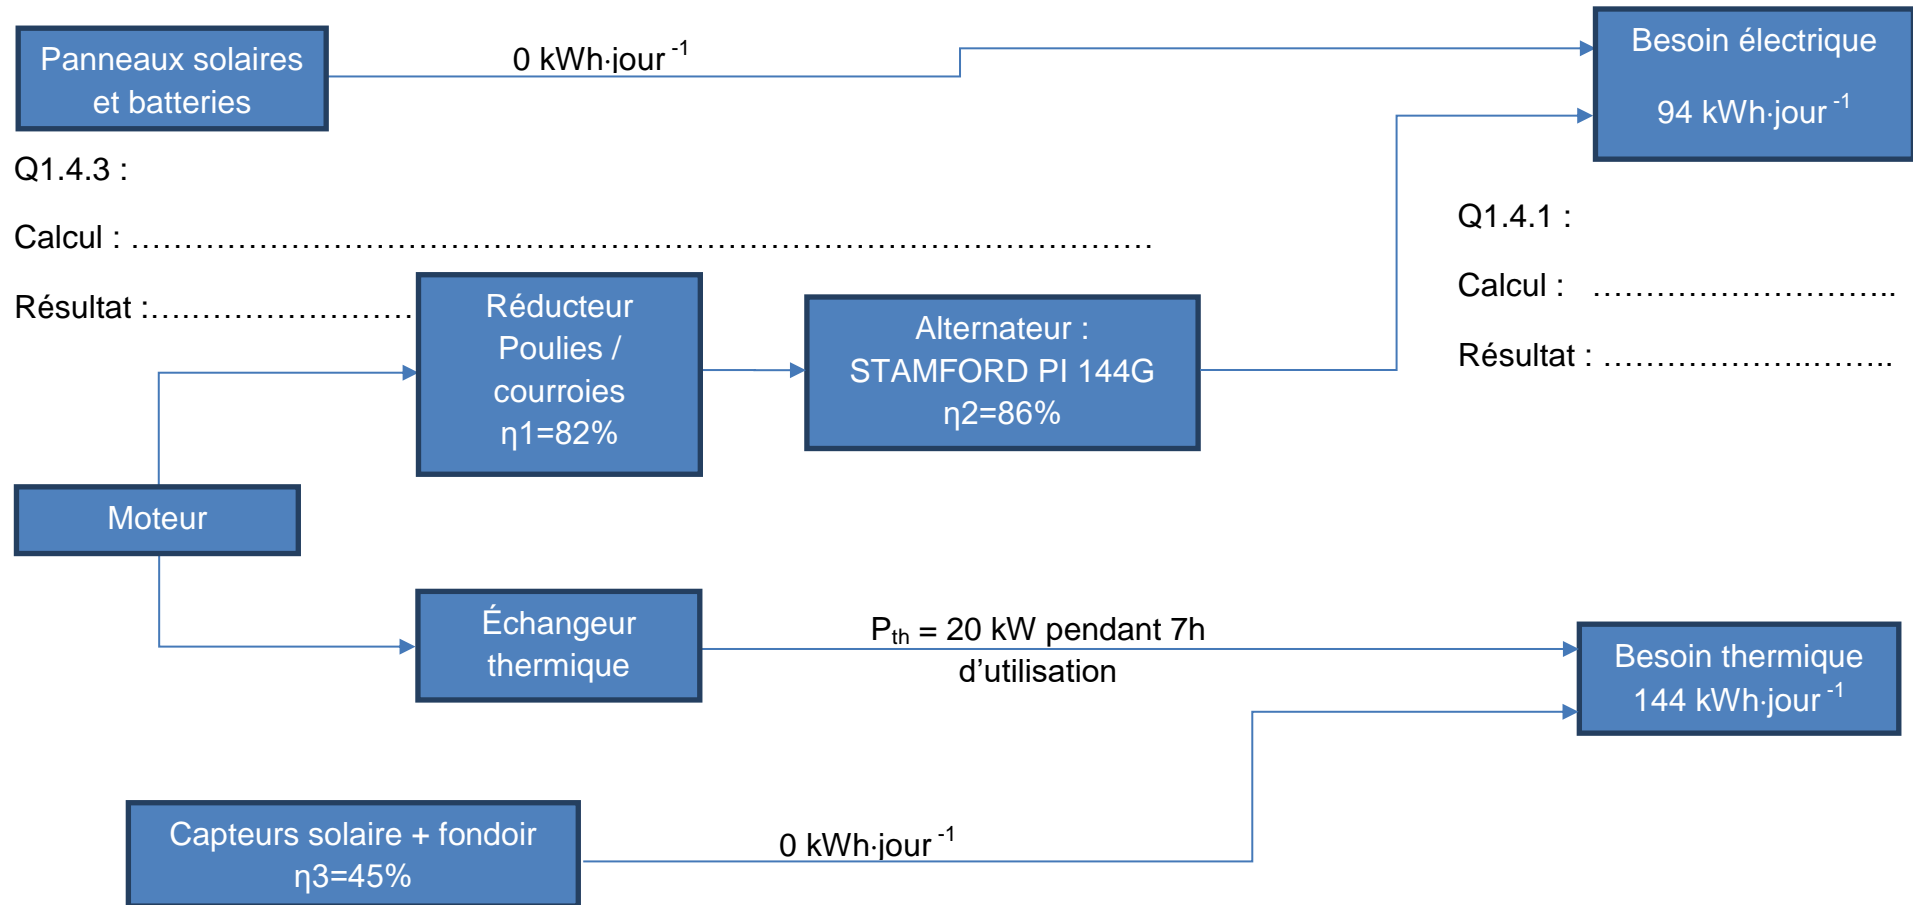 Panneaux solaires
et batteries
0 kWh·jour⁻¹
Besoin électrique
94 kWh·jour⁻¹
Q1.4.3 :
Calcul : ……………………………………………………………………………………
Résultat :….…………………
Q1.4.1 :
Calcul : ………………………..
Résultat : ………………..……..
Réducteur
Poulies /
courroies
η1=82%
Alternateur :
STAMFORD PI 144G
η2=86%
Moteur
Échangeur
thermique
Pₜₕ = 20 kW pendant 7h
d’utilisation
Besoin thermique
144 kWh·jour⁻¹
Capteurs solaire + fondoir
η3=45%
0 kWh·jour⁻¹